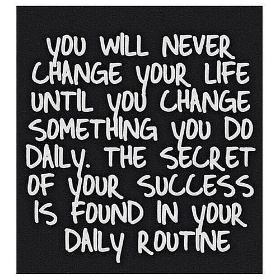 YOU WILL NEVER
CHANGE YOUR LIFE
UNTIL YOU CHANGE
SOMETHING YOU DO
DAILY. THE SECRET
OF YOUR SUCCESS
IS FOUND IN YOUR
DAILY ROUTINE